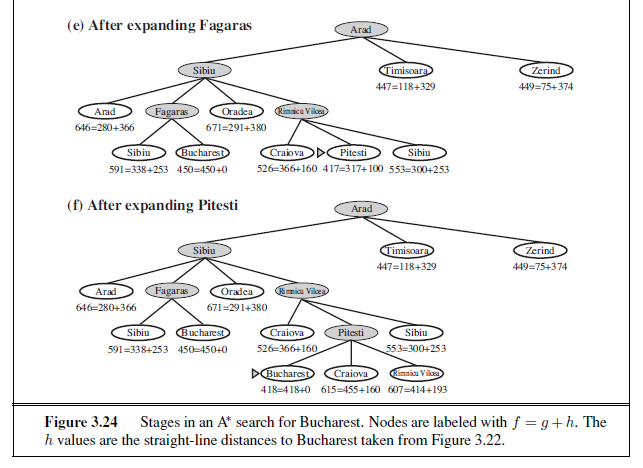 (e) After expanding Fagaras
Arad
Sibiu Timisoara Zerind
447=118+329 449=75+374
Arad Fagaras Oradea Rimnicu Vilcea
646=280+366 671=291+380
Sibiu Bucharest Craiova Pitesti Sibiu
591=338+253 450=450+0 526=366+160 417=317+100 553=300+253
(f) After expanding Pitesti
Arad
Sibiu Timisoara Zerind
447=118+329 449=75+374
Arad Fagaras Oradea Rimnicu Vilcea
646=280+366 671=291+380
Sibiu Bucharest Craiova Pitesti Sibiu
591=338+253 450=450+0 526=366+160 553=300+253
Bucharest Craiova Rimnicu Vilcea
418=418+0 615=455+160 607=414+193
Figure 3.24 Stages in an A* search for Bucharest. Nodes are labeled with f = g + h. The
h values are the straight-line distances to Bucharest taken from Figure 3.22.